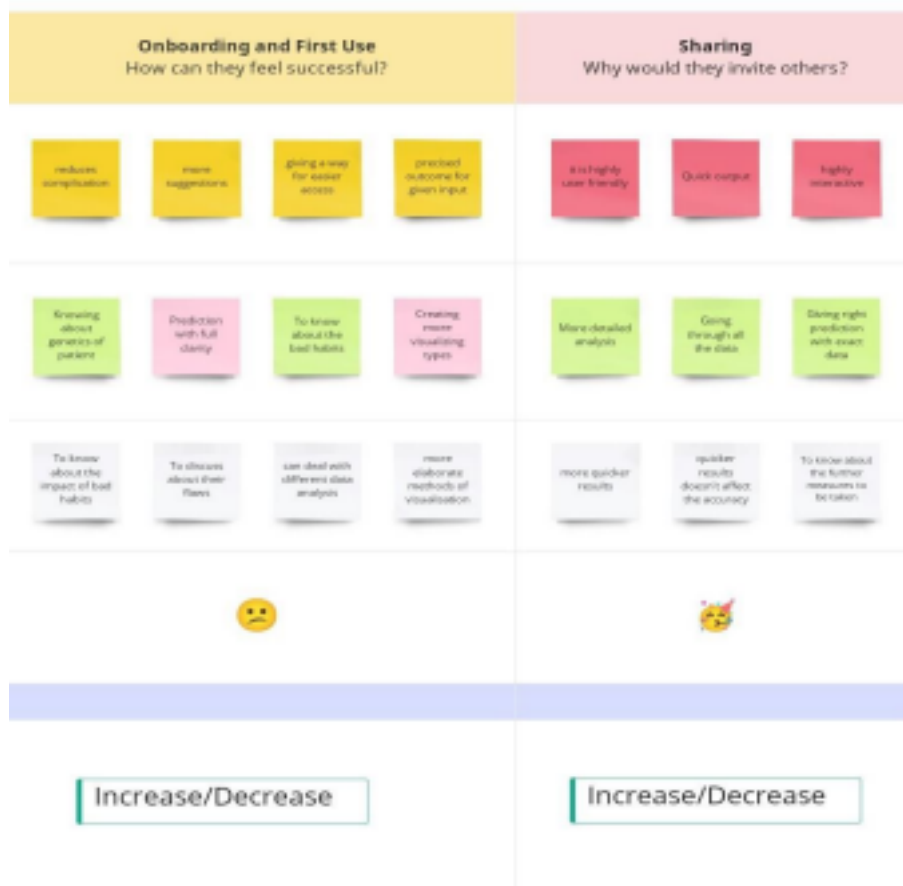 Onboarding and First Use
How can they feel successful?
Sharing
Why would they invite others?
reduces
complication
more
suggestions
giving a way
for easier
access
precised
outcome for
given input
it is highly
user friendly
Quick output
highly
interactive
Knowing
about
genetics of
patient
Prediction
with full
clarity
To know
about the
bad habits
Creating
more
visualizing
types
More detailed
analysis
Going
through all
the data
Giving right
prediction
with exact
data
To know
about the
impact of bad
habits
To discuss
about their
flaws
can deal with
different data
analysis
more
elaborate
methods of
visualisation
more quicker
results
quicker
results
doesn't affect
the accuracy
To know about
the further
measures to
be taken
Increase/Decrease
Increase/Decrease